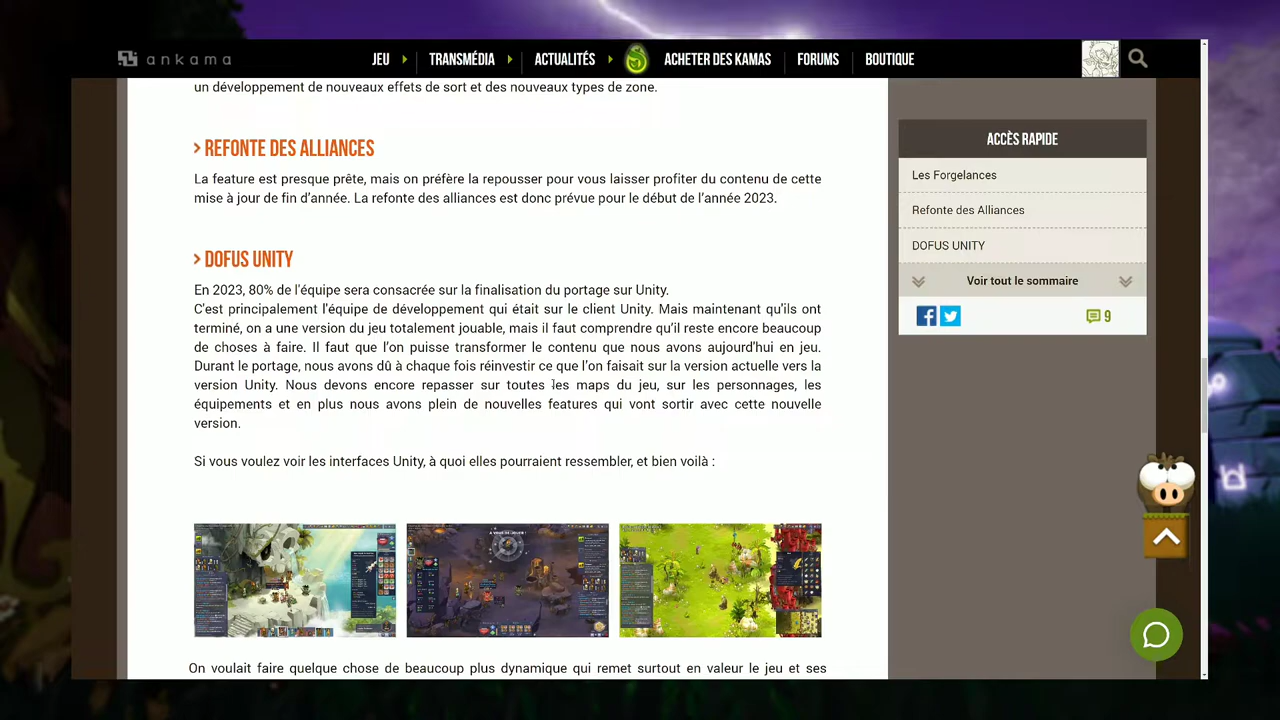 ankama
JEU
TRANSMÉDIA
ACTUALITÉS
ACHETER DES KAMAS
FORUMS
BOUTIQUE
un développement de nouveaux effets de sort et des nouveaux types de zone.
> REFONTE DES ALLIANCES
La feature est presque prête, mais on préfère la repousser pour vous laisser profiter du contenu de cette
mise à jour de fin d'année. La refonte des alliances est donc prévue pour le début de l'année 2023.
> DOFUS UNITY
En 2023, 80% de l'équipe sera consacrée sur la finalisation du portage sur Unity.
C'est principalement l'équipe de développement qui était sur le client Unity. Mais maintenant qu'ils ont
terminé, on a une version du jeu totalement jouable, mais il faut comprendre qu'il reste encore beaucoup
de choses à faire. Il faut que l'on puisse transformer le contenu que nous avons aujourd'hui en jeu.
Durant le portage, nous avons dû à chaque fois réinvestir ce que l'on faisait sur la version actuelle vers la
version Unity. Nous devons encore repasser sur toutes les maps du jeu, sur les personnages, les
équipements et en plus nous avons plein de nouvelles features qui vont sortir avec cette nouvelle
version.
Si vous voulez voir les interfaces Unity, à quoi elles pourraient ressembler, et bien voilà :
On voulait faire quelque chose de beaucoup plus dynamique qui remet surtout en valeur le jeu et ses
ACCÈS RAPIDE
Les Forgelances
Refonte des Alliances
DOFUS UNITY
Voir tout le sommaire
9